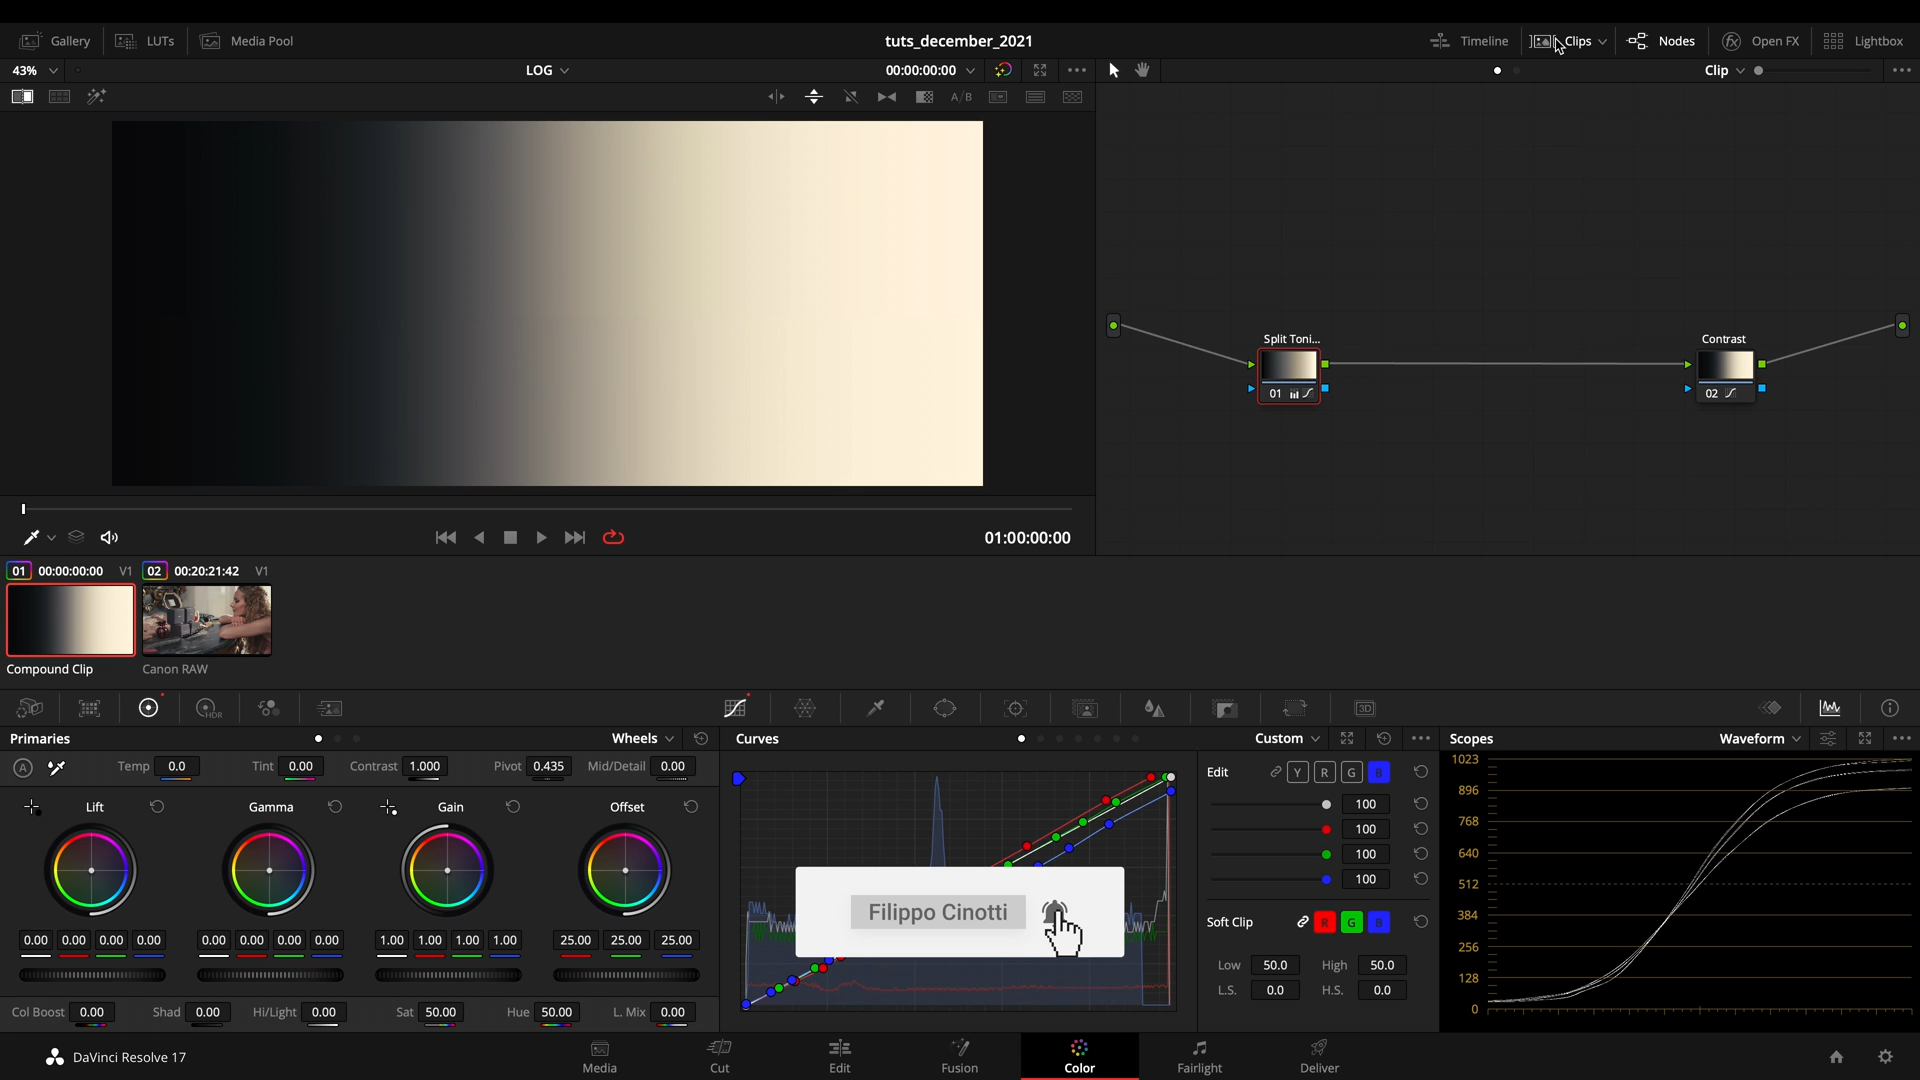 Gallery
LUTs
Media Pool
tuts_december_2021
Timeline
Clips
Nodes
fx Open FX
Lightbox
43%
LOG
00:00:00:00
Clip
A/B
Split Toni...
01
Contrast
02
01:00:00:00
01 00:00:00:00 V1
02 00:20:21:42 V1
Compound Clip
Canon RAW
HDR
3D
Primaries
Wheels
Curves
Custom
Scopes
Waveform
A
Temp 0.0
Tint 0.00
Contrast 1.000
Pivot 0.435
Mid/Detail 0.00
Lift
Gamma
Gain
Offset
0.00 0.00 0.00 0.00
0.00 0.00 0.00 0.00
1.00 1.00 1.00 1.00
25.00 25.00 25.00
Col Boost 0.00
Shad 0.00
Hi/Light 0.00
Sat 50.00
Hue 50.00
L. Mix 0.00
Filippo Cinotti
Edit
Y R G B
100
100
100
100
Soft Clip
R G B
Low 50.0
High 50.0
L.S. 0.0
H.S. 0.0
1023
896
768
640
512
384
256
128
0
DaVinci Resolve 17
Media
Cut
Edit
Fusion
Color
Fairlight
Deliver